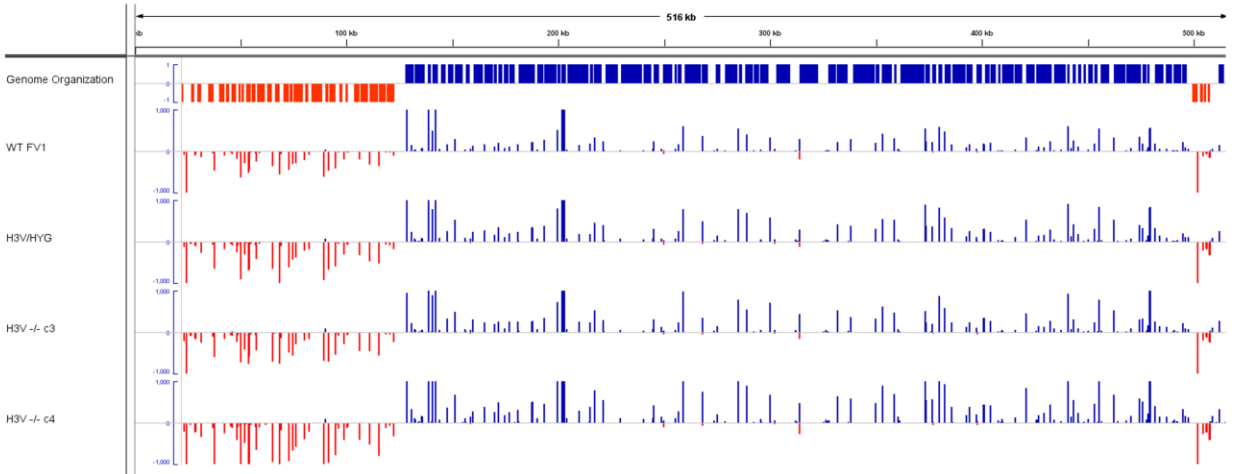 516 kb
kb 100 kb 200 kb 300 kb 400 kb 500 kb
Genome Organization
1
0
-1
WT FV1
1,000
0
-1,000
H3V/HYG
1,000
0
-1,000
H3V -/- c3
1,000
0
-1,000
H3V -/- c4
1,000
0
-1,000